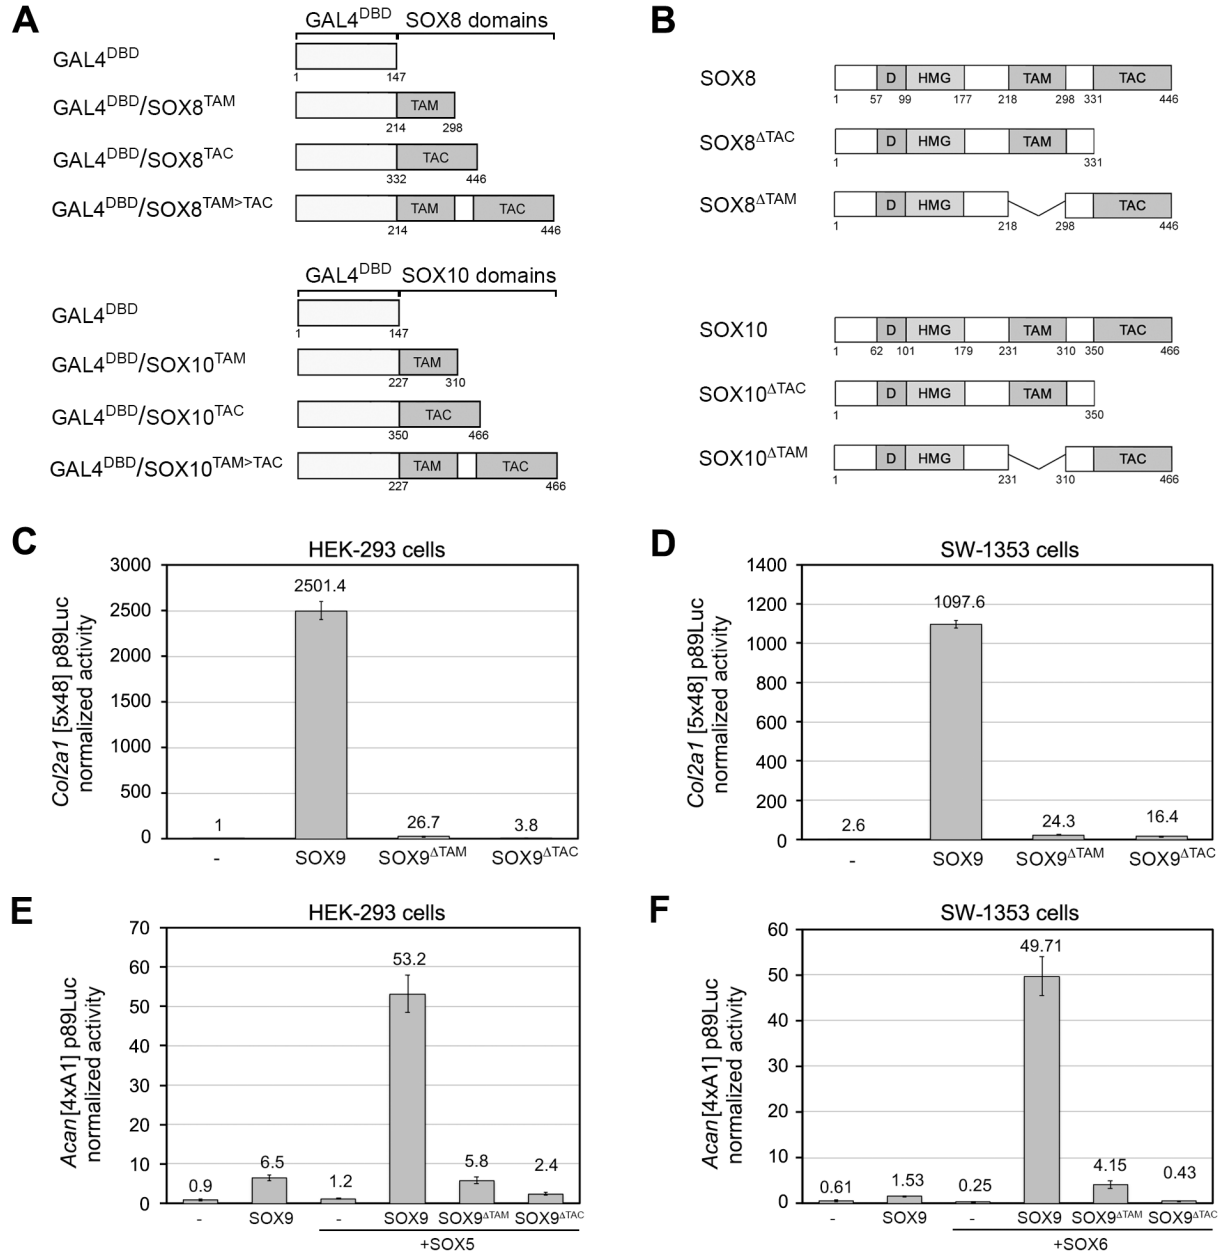 A
GAL4DBD SOX8 domains
GAL4DBD
1 147
GAL4DBD/SOX8TAM
TAM
214 298
GAL4DBD/SOX8TAC
TAC
332 446
GAL4DBD/SOX8TAM>TAC
TAM TAC
214 446
GAL4DBD SOX10 domains
GAL4DBD
1 147
GAL4DBD/SOX10TAM
TAM
227 310
GAL4DBD/SOX10TAC
TAC
350 466
GAL4DBD/SOX10TAM>TAC
TAM TAC
227 466
B
SOX8
D HMG TAM TAC
1 57 99 177 218 298 331 446
SOX8ΔTAC
D HMG TAM
1 331
SOX8ΔTAM
D HMG TAC
1 218 298 446
SOX10
D HMG TAM TAC
1 62 101 179 231 310 350 466
SOX10ΔTAC
D HMG TAM
1 350
SOX10ΔTAM
D HMG TAC
1 231 310 466
C
HEK-293 cells
Col2a1 [5x48] p89Luc
normalized activity
3000
2500
2000
1500
1000
500
0
1 2501.4 26.7 3.8
- SOX9 SOX9ΔTAM SOX9ΔTAC
D
SW-1353 cells
Col2a1 [5x48] p89Luc
normalized activity
1400
1200
1000
800
600
400
200
0
2.6 1097.6 24.3 16.4
- SOX9 SOX9ΔTAM SOX9ΔTAC
E
HEK-293 cells
Acan [4xA1] p89Luc
normalized activity
70
60
50
40
30
20
10
0
0.9 6.5 1.2 53.2 5.8 2.4
- SOX9 - SOX9 SOX9ΔTAM SOX9ΔTAC
+SOX5
F
SW-1353 cells
Acan [4xA1] p89Luc
normalized activity
60
50
40
30
20
10
0
0.61 1.53 0.25 49.71 4.15 0.43
- SOX9 - SOX9 SOX9ΔTAM SOX9ΔTAC
+SOX6